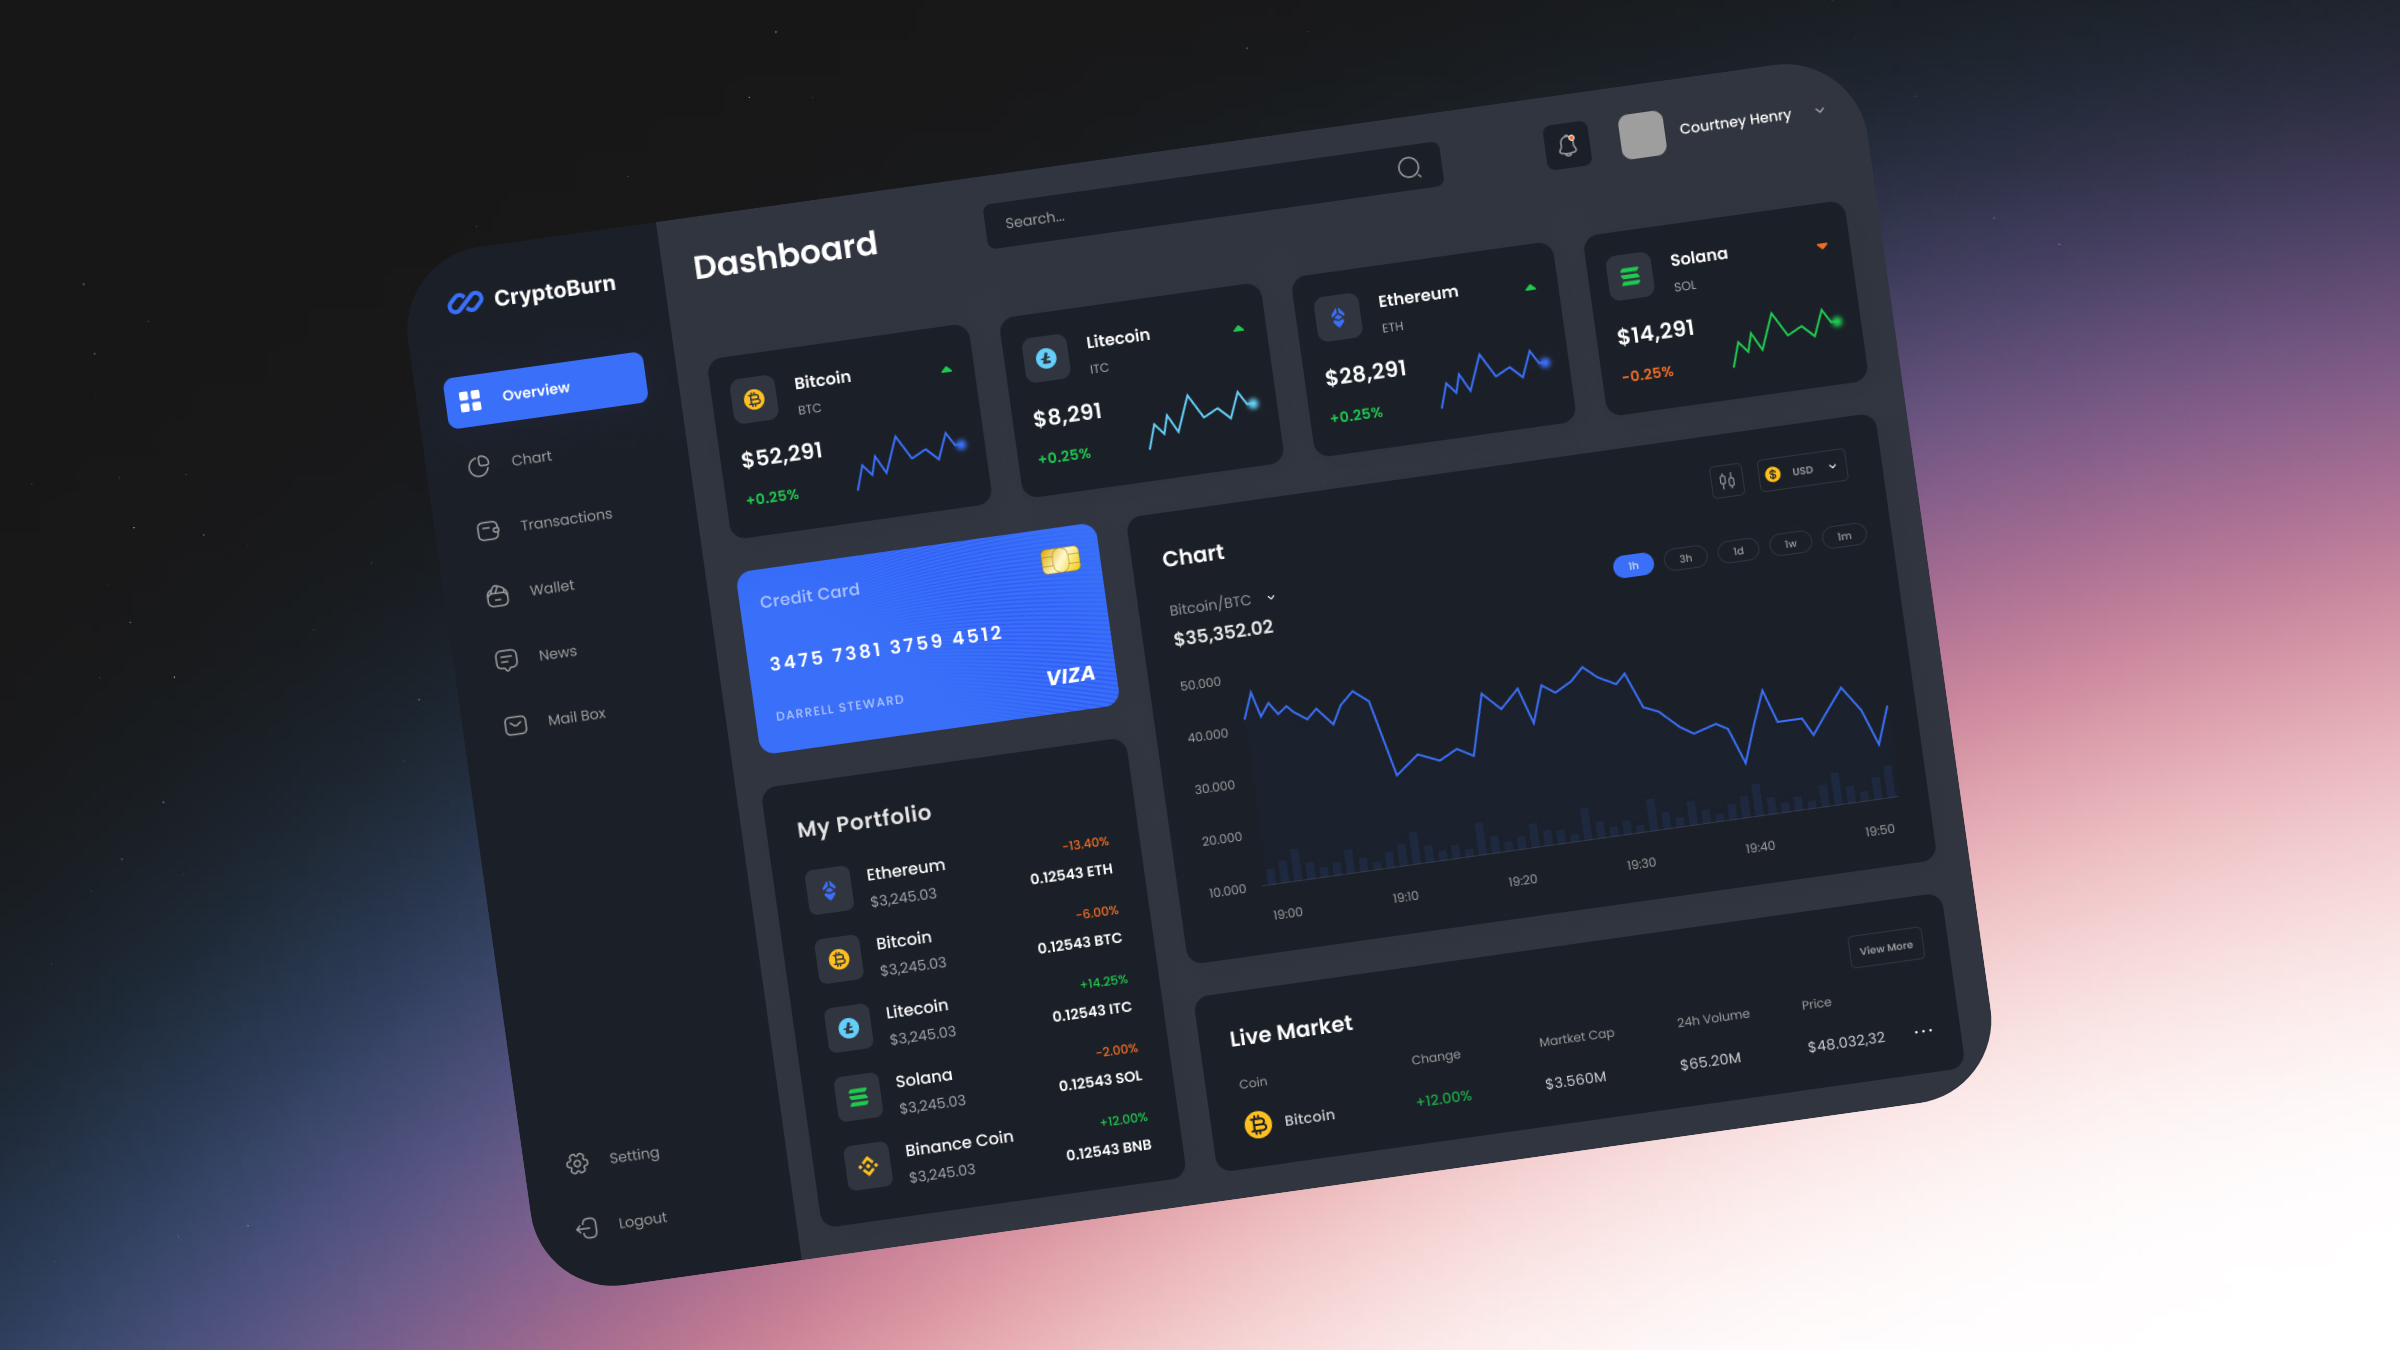 CryptoBurn
Overview
Chart
Transactions
Wallet
News
Mail Box
Setting
Logout
Dashboard
Search...
Courtney Henry
Bitcoin
BTC
$52,291
+0.25%
Litecoin
ITC
$8,291
+0.25%
Ethereum
ETH
$28,291
+0.25%
Solana
SOL
$14,291
-0.25%
Credit Card
3475 7381 3759 4512
DARRELL STEWARD
VIZA
My Portfolio
Ethereum
-13.40%
$3,245.03
0.12543 ETH
Bitcoin
-6.00%
$3,245.03
0.12543 BTC
Litecoin
+14.25%
$3,245.03
0.12543 ITC
Solana
-2.00%
$3,245.03
0.12543 SOL
Binance Coin
+12.00%
$3,245.03
0.12543 BNB
Chart
USD
1h 3h 1d 1w 1m
Bitcoin/BTC
$35,352.02
50.000
40.000
30.000
20.000
10.000
19:00 19:10 19:20 19:30 19:40 19:50
Live Market
View More
Coin Change Martket Cap 24h Volume Price
Bitcoin +12.00% $3.560M $65.20M $48.032,32 ...